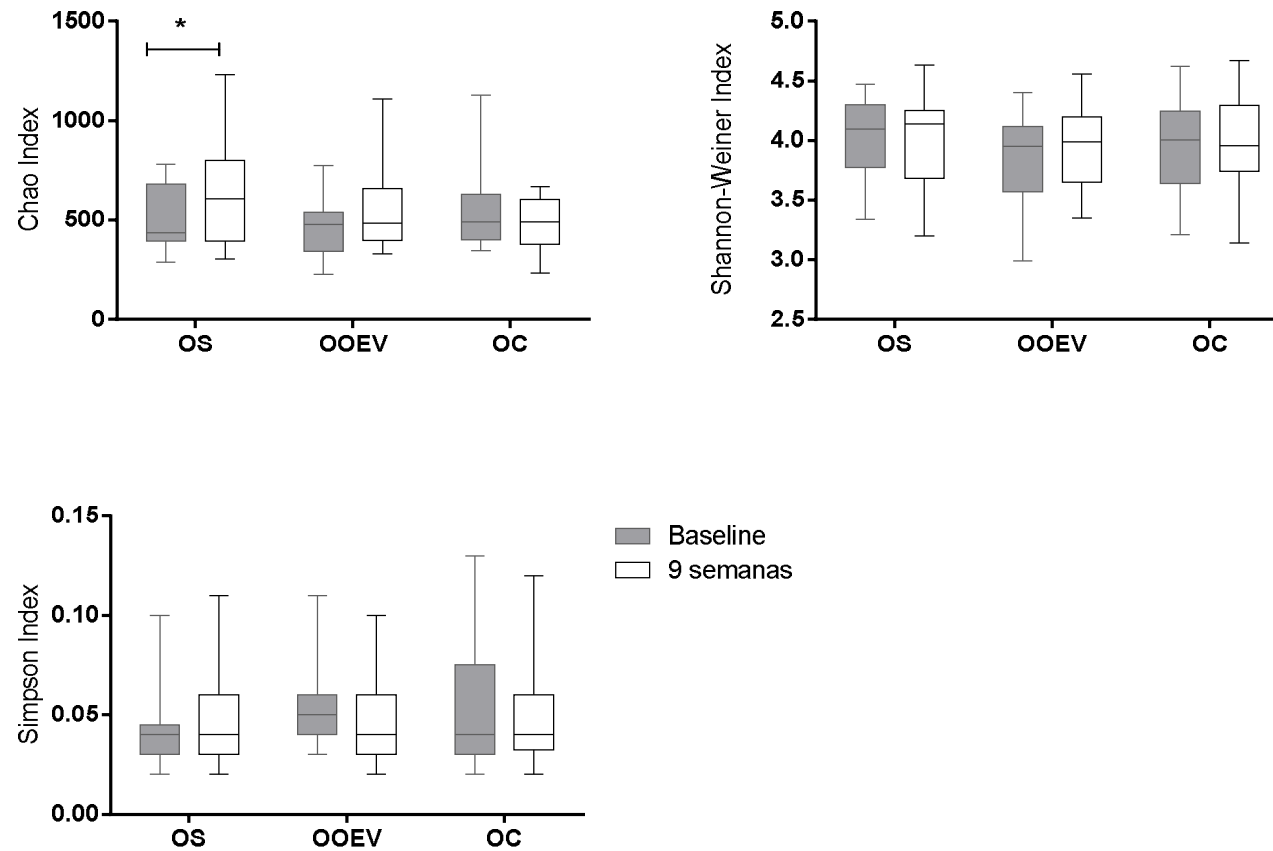 Chao Index
1500
1000
500
0
*
OS
OOEV
OC
Shannon-Weiner Index
5.0
4.5
4.0
3.5
3.0
2.5
OS
OOEV
OC
Simpson Index
0.15
0.10
0.05
0.00
OS
OOEV
OC
Baseline
9 semanas